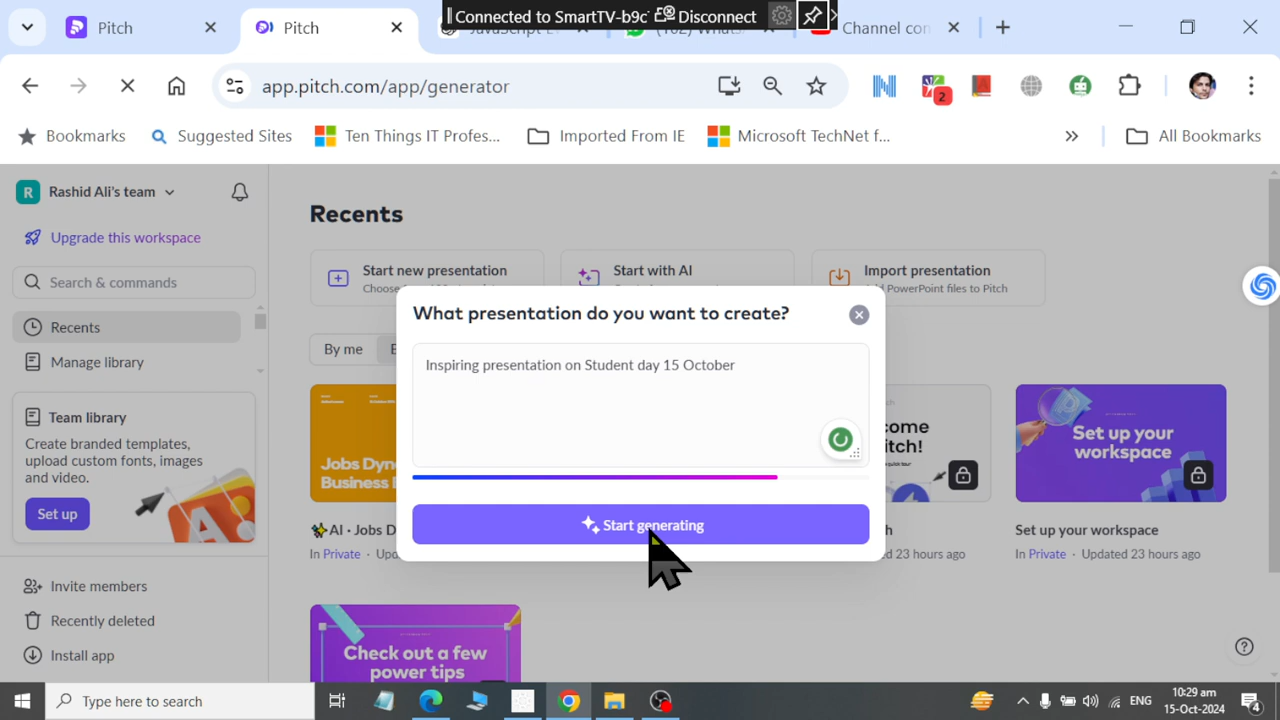 Pitch
Pitch
Connected to SmartTV-b9c
Disconnect
Channel con
app.pitch.com/app/generator
2
Bookmarks
Suggested Sites
Ten Things IT Profes...
Imported From IE
Microsoft TechNet f...
All Bookmarks
R
Rashid Ali's team
Upgrade this workspace
Search & commands
Recents
Manage library
Team library
Create branded templates,
upload custom fonts, images
and video.
Set up
Invite members
Recently deleted
Install app
Recents
Start new presentation
Start with AI
Import presentation
PowerPoint files to Pitch
By me
What presentation do you want to create?
Inspiring presentation on Student day 15 October
Start generating
Jobs Dyn
Business
AI · Jobs D
In Private · Upd
come
itch!
23 hours ago
Set up your
workspace
Set up your workspace
In Private · Updated 23 hours ago
Check out a few
power tips
Type here to search
ENG
10:29 am
15-Oct-2024
4